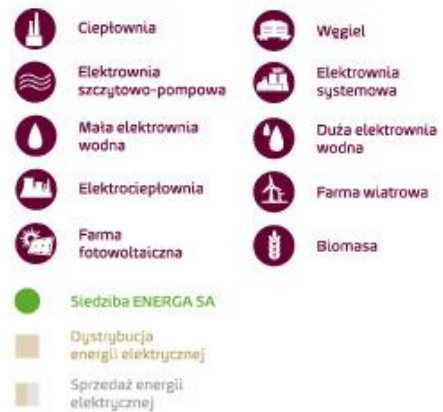 Ciepłownia
Węgiel
Elektrownia
szczytowo-pompowa
Elektrownia
systemowa
Mała elektrownia
wodna
Duża elektrownia
wodna
Elektrociepłownia
Farma wiatrowa
Farma
fotowoltaiczna
Biomasa
Siedziba ENERGA SA
Dystrybucja
energii elektrycznej
Sprzedaż energii
elektrycznej